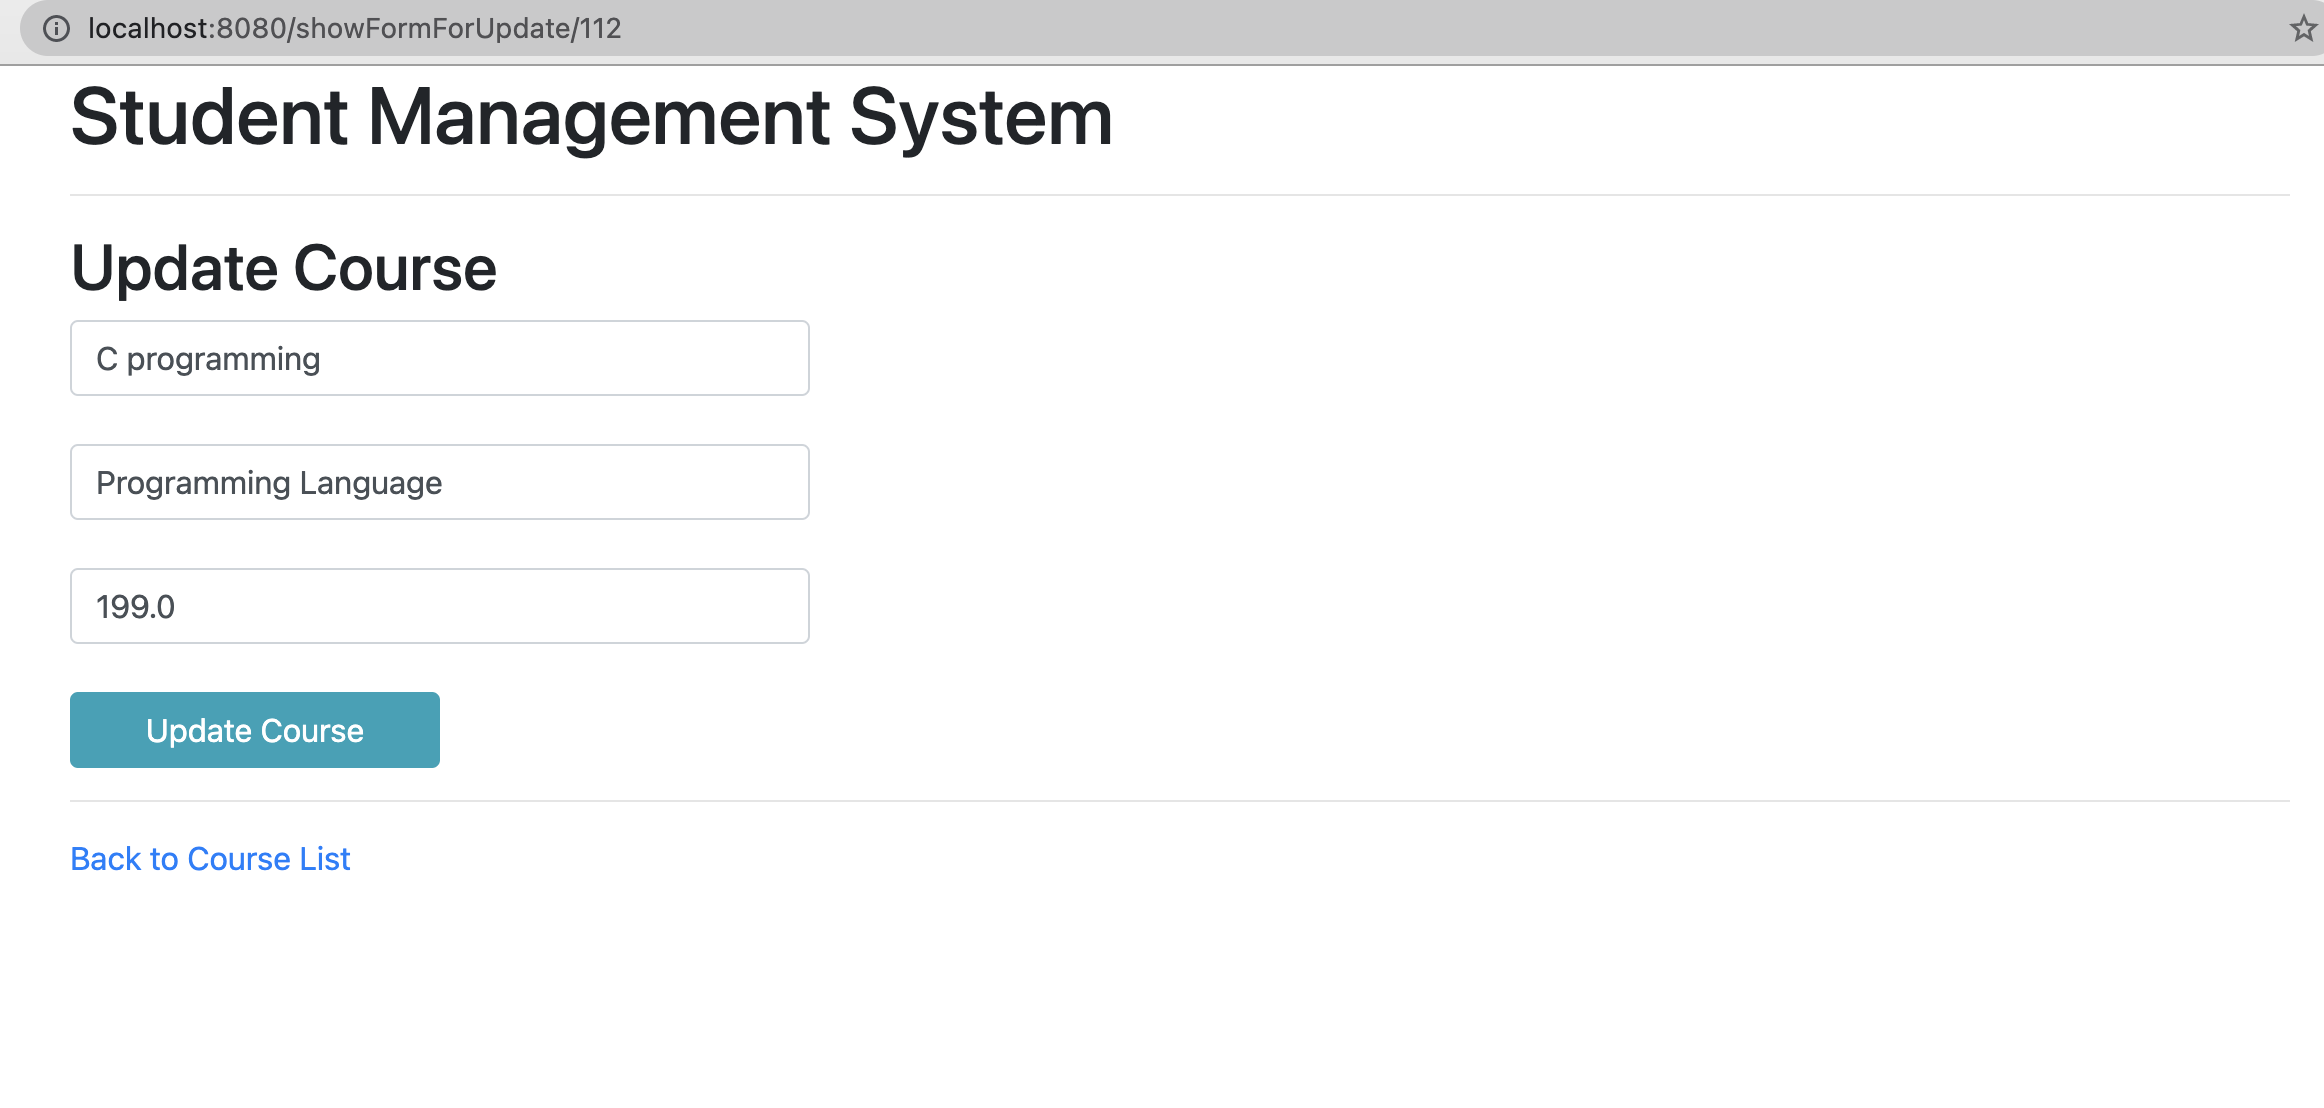 localhost:8080/showFormForUpdate/112
Student Management System
Update Course
C programming
Programming Language
199.0
Update Course
Back to Course List